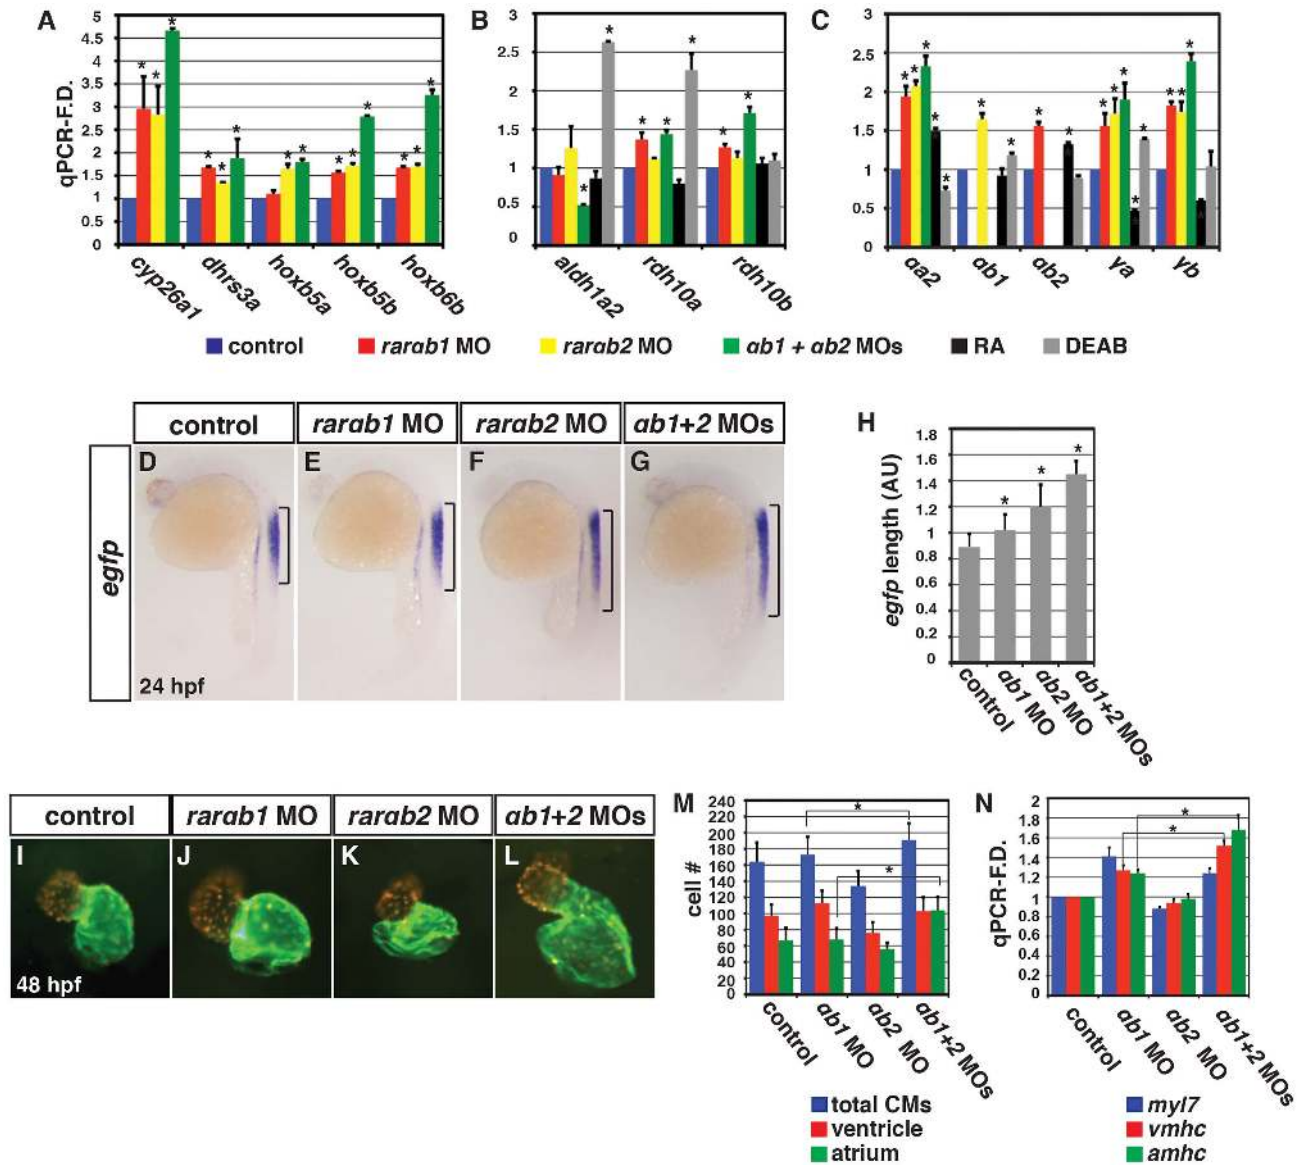 A
qPCR-F.D.
5
4.5
4
3.5
3
2.5
2
1.5
1
0.5
0
* * * * * * * * * * * * *
cyp26a1
dhrs3a
hoxb5a
hoxb5b
hoxb6b
B
3
2.5
2
1.5
1
0.5
0
* * * * * * *
aldh1a2
rdh10a
rdh10b
C
3
2.5
2
1.5
1
0.5
0
αa2
αb1
αb2
γa
γb
control
rarαb1 MO
rarαb2 MO
αb1 + αb2 MOs
RA
DEAB
control
rarαb1 MO
rarαb2 MO
αb1+2 MOs
egfp
D
E
F
G
24 hpf
H
egfp length (AU)
1.8
1.6
1.4
1.2
1
0.8
0.6
0.4
0.2
0
* * *
control
αb1 MO
αb2 MO
αb1+2 MOs
control
rarαb1 MO
rarαb2 MO
αb1+2 MOs
I
J
K
L
48 hpf
M
cell #
240
220
200
180
160
140
120
100
80
60
40
20
0
* *
control
αb1 MO
αb2 MO
αb1+2 MOs
total CMs
ventricle
atrium
N
qPCR-F.D.
2
1.8
1.6
1.4
1.2
1
0.8
0.6
0.4
0.2
0
* *
control
αb1 MO
αb2 MO
αb1+2 MOs
myl7
vmhc
amhc